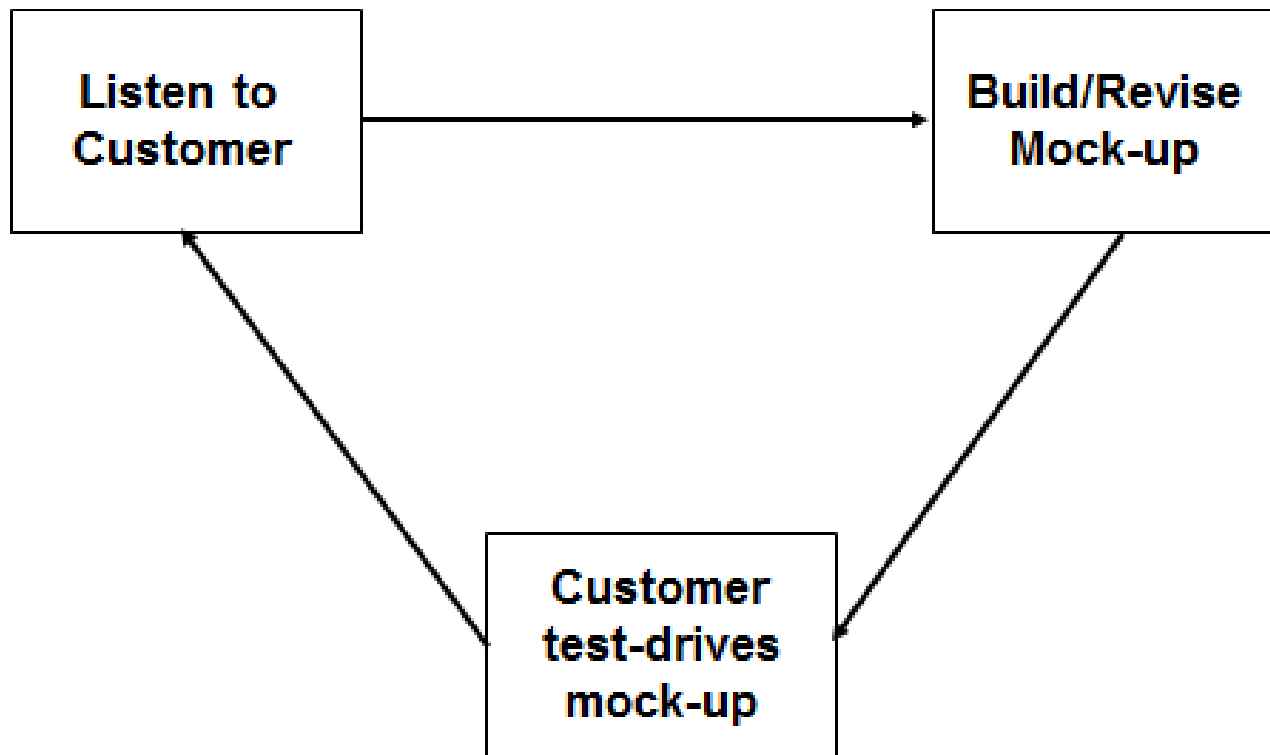 Listen to
Customer
Build/Revise
Mock-up
Customer
test-drives
mock-up